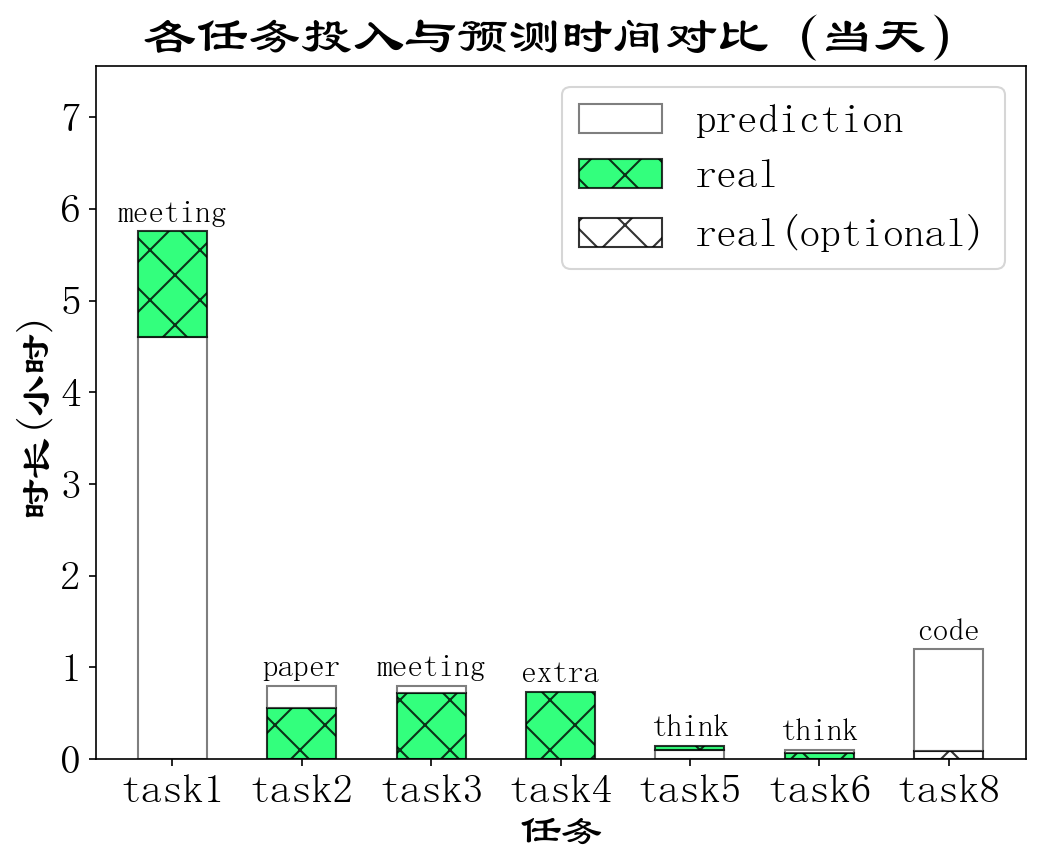 各任务投入与预测时间对比 (当天)
prediction
real
real(optional)
时长(小时)
7
6
5
4
3
2
1
0
meeting
paper
meeting
extra
think
think
code
task1 task2 task3 task4 task5 task6 task8
任务